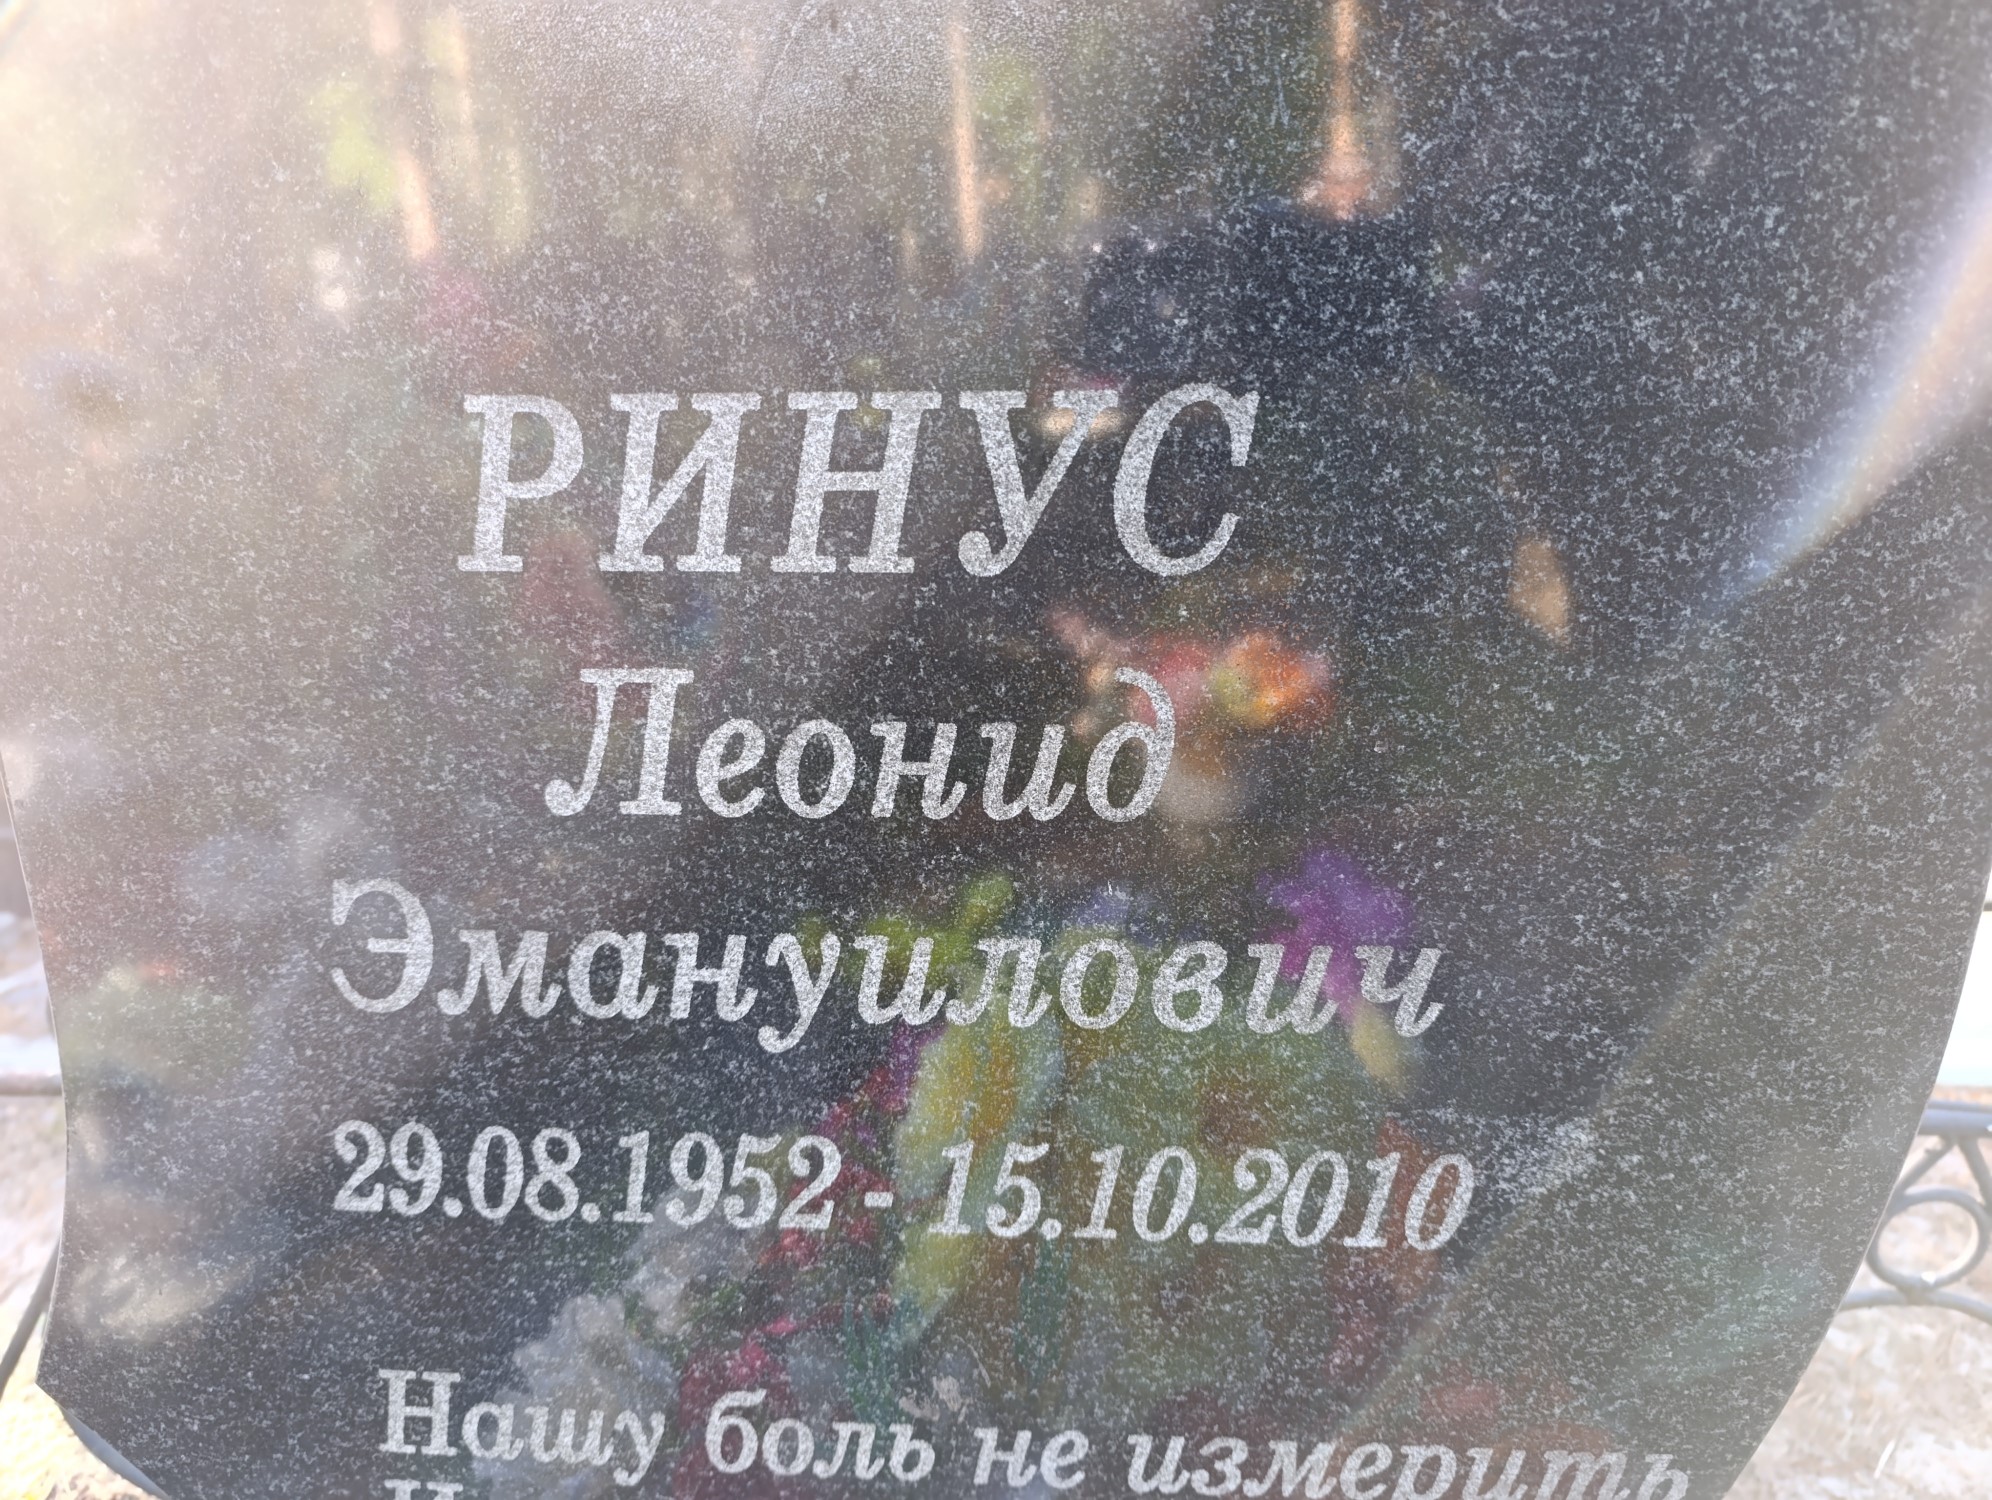 РИНУС
Леонид
Эмануилович
29.08.1952 - 15.10.2010
Нашу боль не измерить